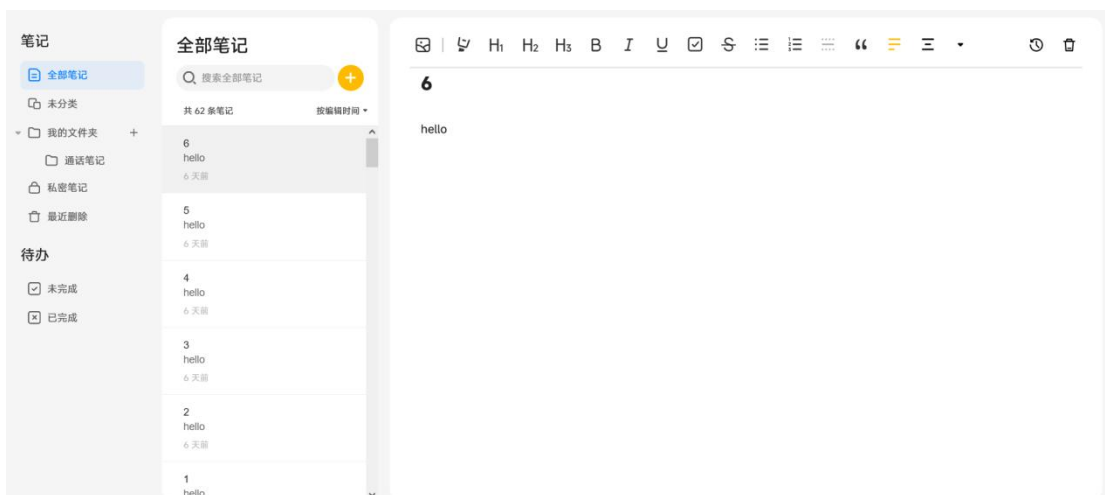 笔记
全部笔记
未分类
我的文件夹
通话笔记
私密笔记
最近删除
待办
未完成
已完成
全部笔记
搜索全部笔记
共 62 条笔记 按编辑时间
6
hello
6 天前
5
hello
6 天前
4
hello
6 天前
3
hello
6 天前
2
hello
6 天前
1
hello
H1 H2 H3 B I U S
6
hello